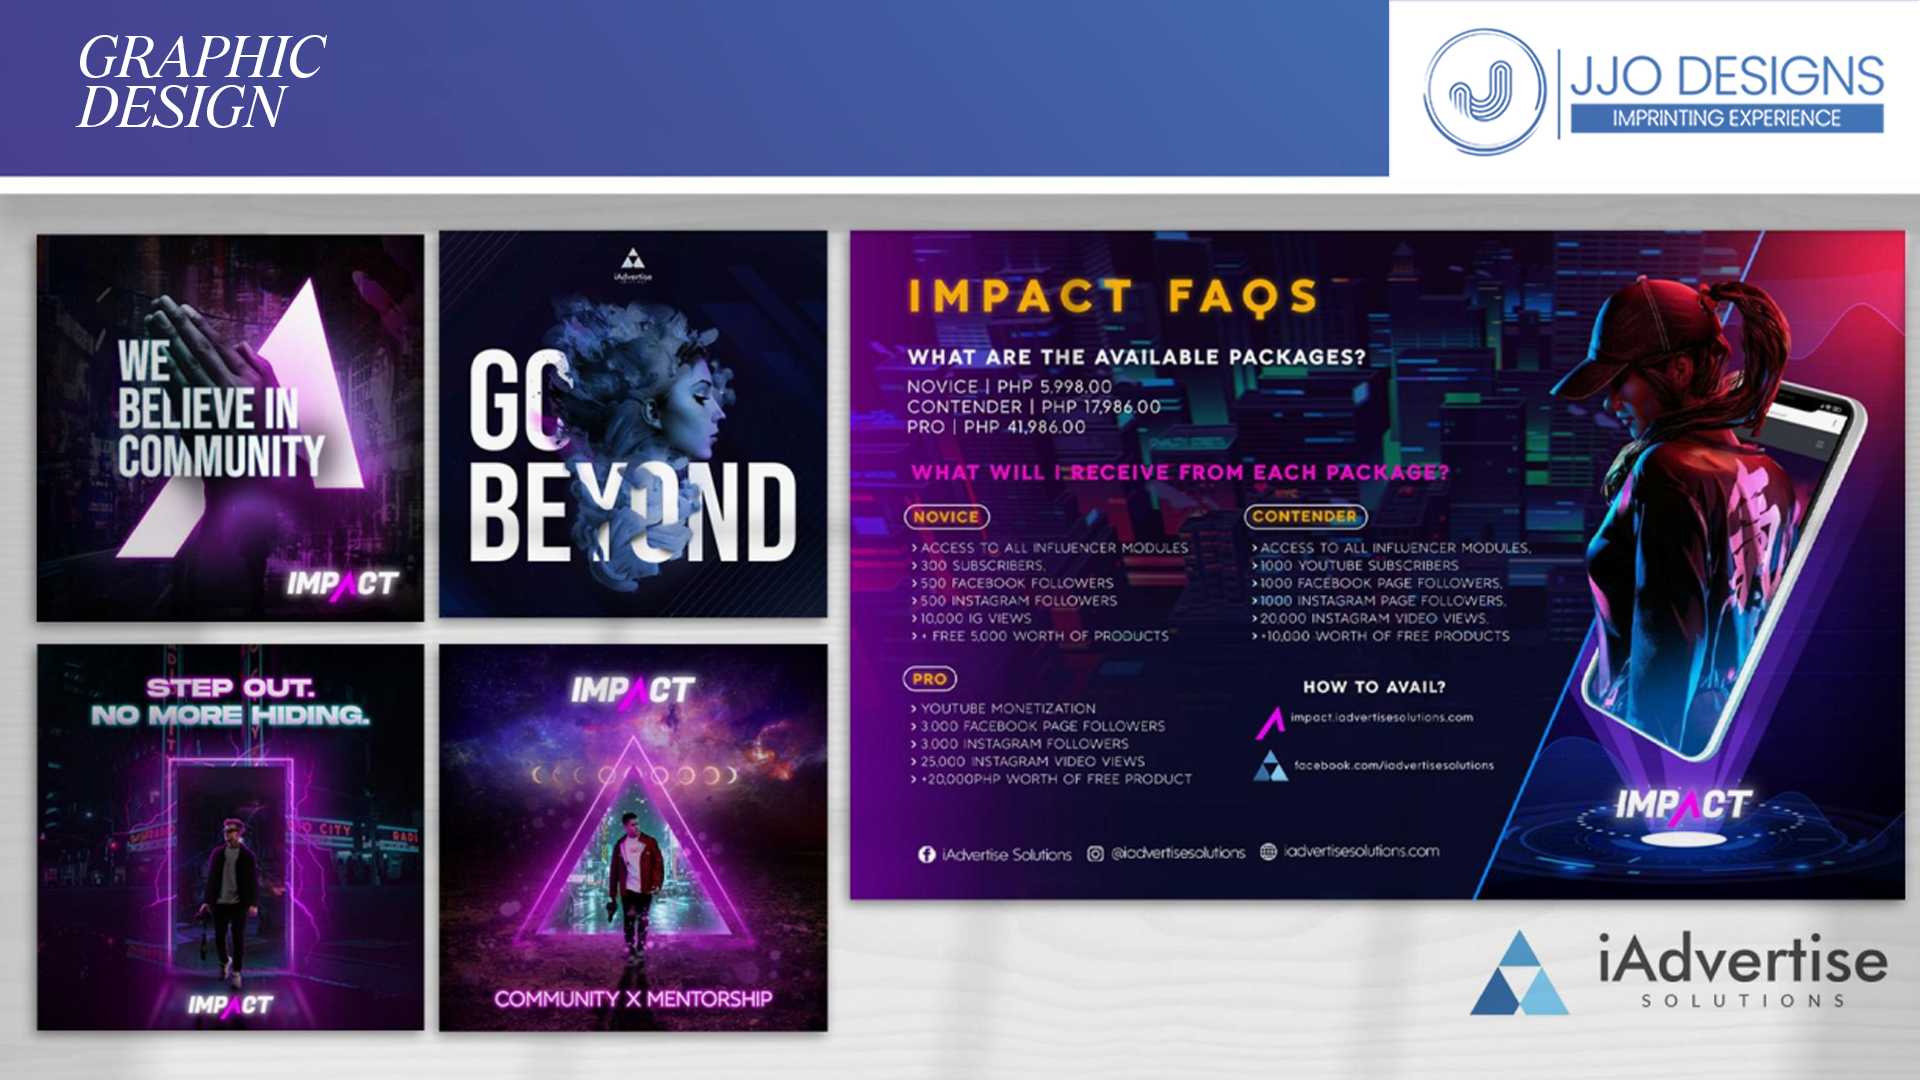 GRAPHIC
DESIGN
JJO DESIGNS
IMPRINTING EXPERIENCE
WE
BELIEVE IN
COMMUNITY
IMPACT
iAdvertise
GO
BEYOND
STEP OUT.
NO MORE HIDING.
IMPACT
IMPACT
COMMUNITY X MENTORSHIP
IMPACT FAQS
WHAT ARE THE AVAILABLE PACKAGES?
NOVICE | PHP 5,998.00
CONTENDER | PHP 17,986.00
PRO | PHP 41,986.00
WHAT WILL I RECEIVE FROM EACH PACKAGE?
NOVICE
› ACCESS TO ALL INFLUENCER MODULES
› 300 SUBSCRIBERS,
› 500 FACEBOOK FOLLOWERS
› 500 INSTAGRAM FOLLOWERS
› 10,000 IG VIEWS
› + FREE 5,000 WORTH OF PRODUCTS
CONTENDER
› ACCESS TO ALL INFLUENCER MODULES,
› 1000 YOUTUBE SUBSCRIBERS
› 1000 FACEBOOK PAGE FOLLOWERS,
› 1000 INSTAGRAM PAGE FOLLOWERS,
› 20,000 INSTAGRAM VIDEO VIEWS,
› +10,000 WORTH OF FREE PRODUCTS
PRO
› YOUTUBE MONETIZATION
› 3,000 FACEBOOK PAGE FOLLOWERS
› 3,000 INSTAGRAM FOLLOWERS
› 25,000 INSTAGRAM VIDEO VIEWS
› +20,000PHP WORTH OF FREE PRODUCT
HOW TO AVAIL?
impact.iadvertisesolutions.com
facebook.com/iadvertisesolutions
IMPACT
iAdvertise Solutions @iadvertisesolutions iadvertisesolutions.com
iAdvertise
SOLUTIONS